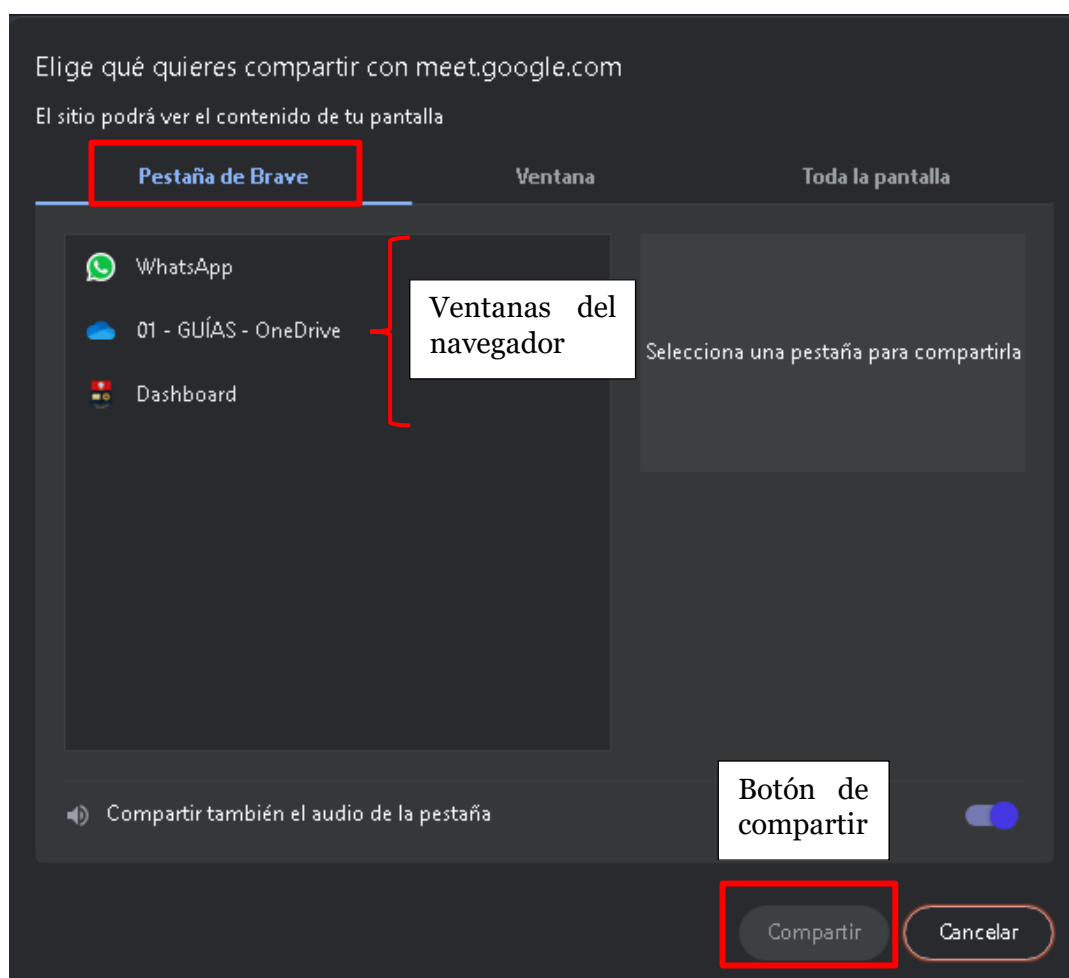 Elige qué quieres compartir con meet.google.com
El sitio podrá ver el contenido de tu pantalla
Pestaña de Brave
Ventana
Toda la pantalla
WhatsApp
01 - GUÍAS - OneDrive
Dashboard
Ventanas del
navegador
Selecciona una pestaña para compartirla
Compartir también el audio de la pestaña
Botón de
compartir
Compartir
Cancelar